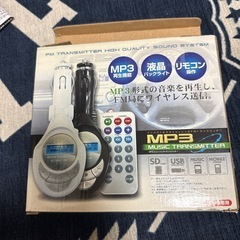 FM TRANSMITTER HIGH QUALITY SOUND SYSTEM
MP3
再生機能
液晶
バックライト
リモコン
操作
MP3形式の音楽を再生し、
FM局にワイヤレス送信。
MP3
MUSIC TRANSMITTER
SD
USB
MUSIC
MOBILE